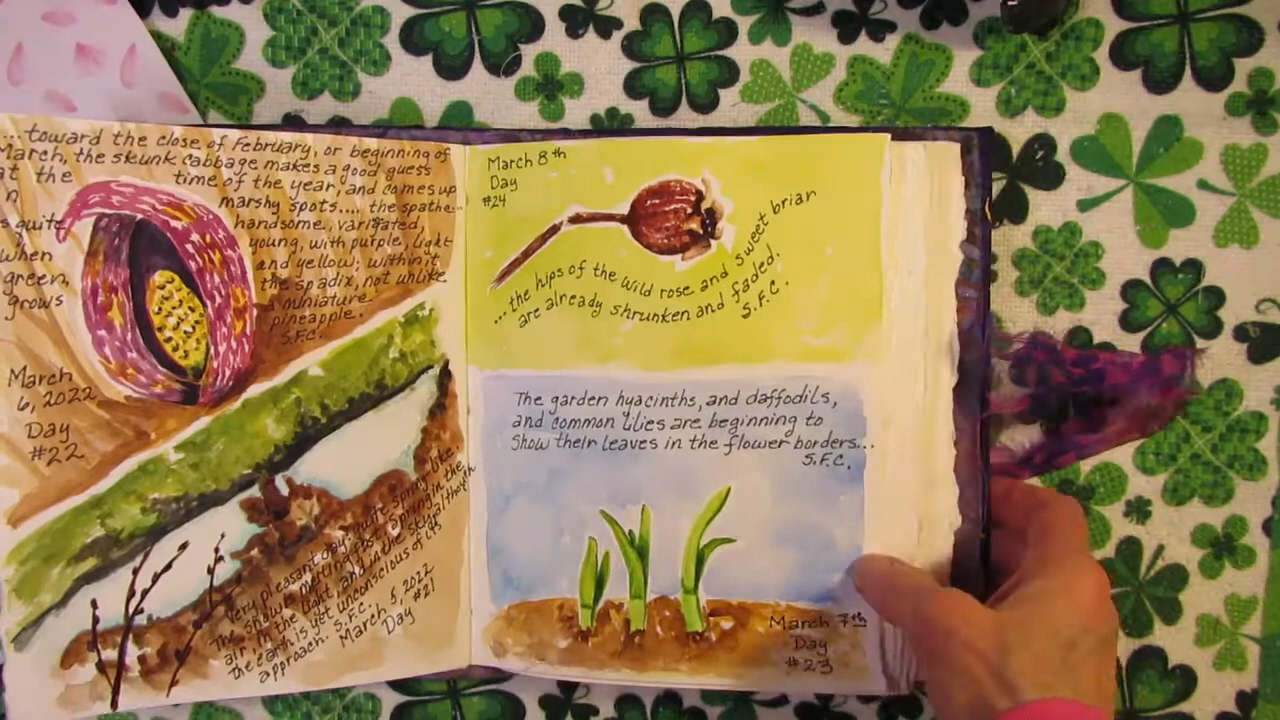 ... toward the close of February, or beginning of
March, the skunk cabbage makes a good guess
at the time of the year, and comes up
n marshy spots.... the spathe...
s quite handsome, variegated,
when young, with purple, light
green, and yellow; within it
grows the spadix, not unlike
a miniature
pineapple.
S.F.C.
March
6, 2022
Day
#22
Very pleasant day: quite spring like.
The snow is melting fast. Spring in the
air, in the light, and in the sky, although
the earth is yet unconscious of its
approach. S.F.C. March 5, 2022
Day #21
March 8th
Day
#24
...the hips of the wild rose and sweet brian
are already shrunken and faded.
S.F.C.
The garden hyacinths, and daffodils,
and common lilies are beginning to
show their leaves in the flower borders...
S.F.C.
March 7th
Day
#23